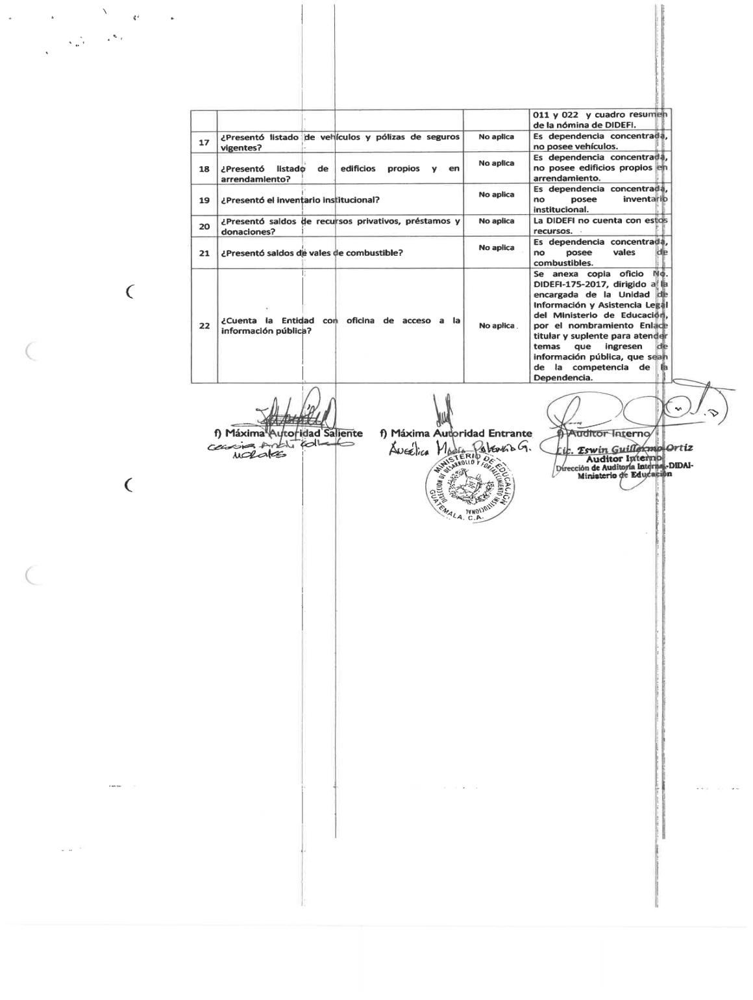 011 y 022 y cuadro resumen
de la nómina de DIDEFI.
17 ¿Presentó listado de vehículos y pólizas de seguros
vigentes?
No aplica
Es dependencia concentrada,
no posee vehículos.
18 ¿Presentó listado de edificios propios y en
arrendamiento?
No aplica
Es dependencia concentrada,
no posee edificios propios en
arrendamiento.
19 ¿Presentó el inventario institucional?
No aplica
Es dependencia concentrada,
no posee inventario
institucional.
20 ¿Presentó saldos de recursos privativos, préstamos y
donaciones?
No aplica
La DIDEFI no cuenta con estos
recursos.
21 ¿Presentó saldos de vales de combustible?
No aplica
Es dependencia concentrada,
no posee vales de
combustibles.
22 ¿Cuenta la Entidad con oficina de acceso a la
información pública?
No aplica
Se anexa copia oficio No.
DIDEFI-175-2017, dirigido a la
encargada de la Unidad de
Información y Asistencia Legal
del Ministerio de Educación,
por el nombramiento Enlace
titular y suplente para atender
temas que ingresen de
información pública, que sean
de la competencia de la
Dependencia.
f) Máxima Autoridad Saliente
Morales
f) Máxima Autoridad Entrante
Angélica María G.
MINISTERIO DE EDUCACIÓN
DIRECCIÓN DE DESARROLLO Y FORTALECIMIENTO INSTITUCIONAL
GUATEMALA, C.A.
f) Auditor Interno
Lic. Eswin Guillermo Ortiz
Auditor Interno
Dirección de Auditoría Interna -DIDAI-
Ministerio de Educación